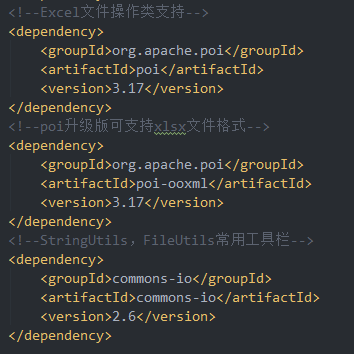 <!--Excel文件操作类支持-->
<dependency>
    <groupId>org.apache.poi</groupId>
    <artifactId>poi</artifactId>
    <version>3.17</version>
</dependency>
<!--poi升级版可支持xlsx文件格式-->
<dependency>
    <groupId>org.apache.poi</groupId>
    <artifactId>poi-ooxml</artifactId>
    <version>3.17</version>
</dependency>
<!--StringUtils，FileUtils常用工具栏-->
<dependency>
    <groupId>commons-io</groupId>
    <artifactId>commons-io</artifactId>
    <version>2.6</version>
</dependency>